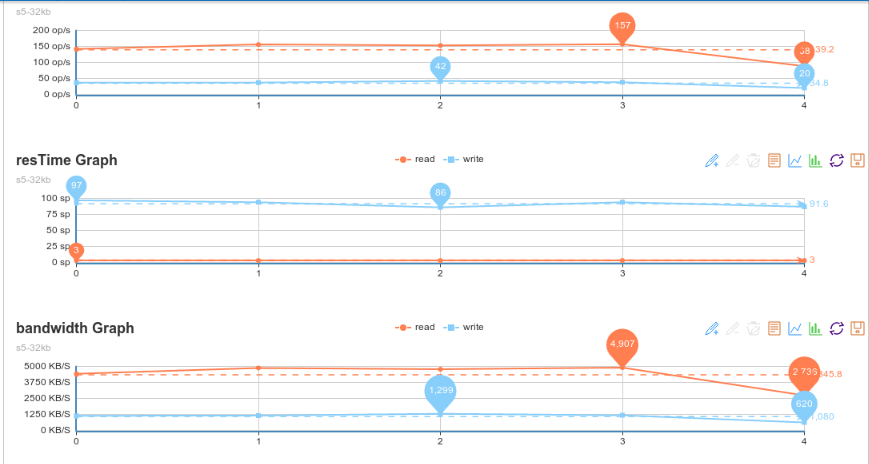 s5-32kb
200 op/s
157
150 op/s
39.2
100 op/s
42
20
50 op/s
34.8
0 op/s
0 1 2 3 4
resTime Graph
read write
s5-32kb
97
86
100 sp
91.6
75 sp
50 sp
25 sp
3
0 sp
3
0 1 2 3 4
bandwidth Graph
read write
s5-32kb
4,907
5000 KB/S
2,736
345.8
3750 KB/S
1,299
2500 KB/S
620
1250 KB/S
1,080
0 KB/S
0 1 2 3 4